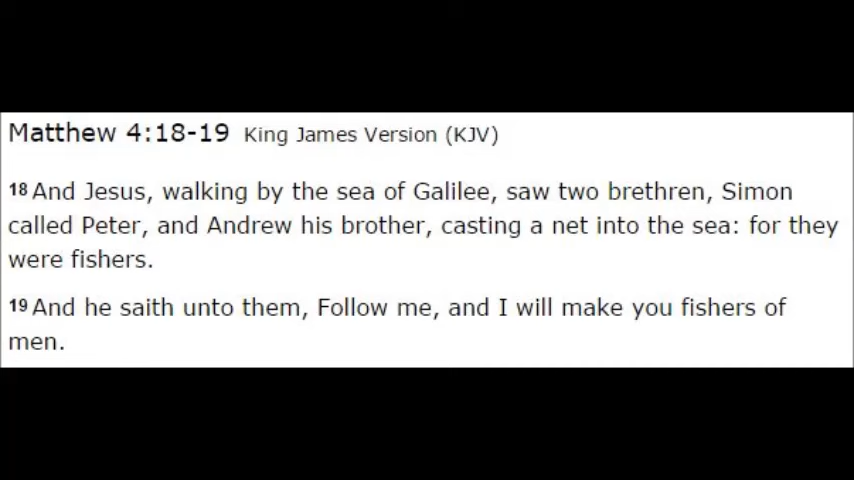 Matthew 4:18-19 King James Version (KJV)
18 And Jesus, walking by the sea of Galilee, saw two brethren, Simon
called Peter, and Andrew his brother, casting a net into the sea: for they
were fishers.
19 And he saith unto them, Follow me, and I will make you fishers of
men.